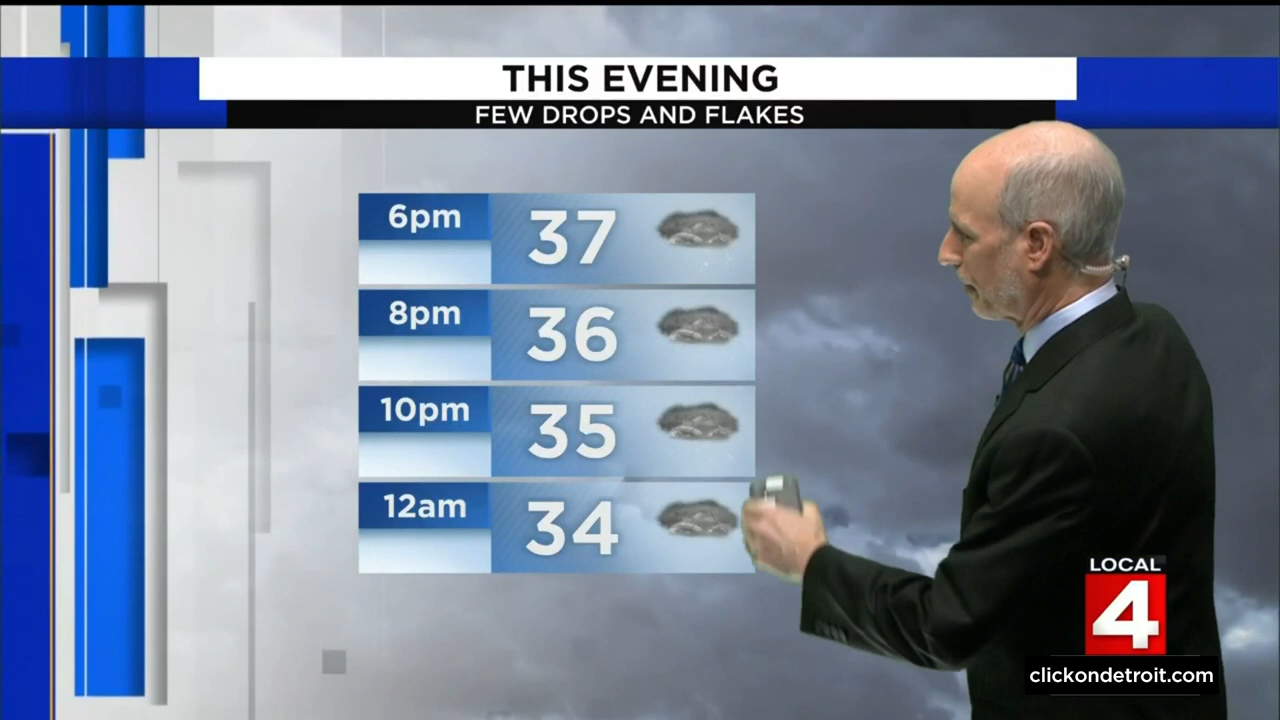 THIS EVENING
FEW DROPS AND FLAKES
6pm 37
8pm 36
10pm 35
12am 34
LOCAL
4
clickondetroit.com